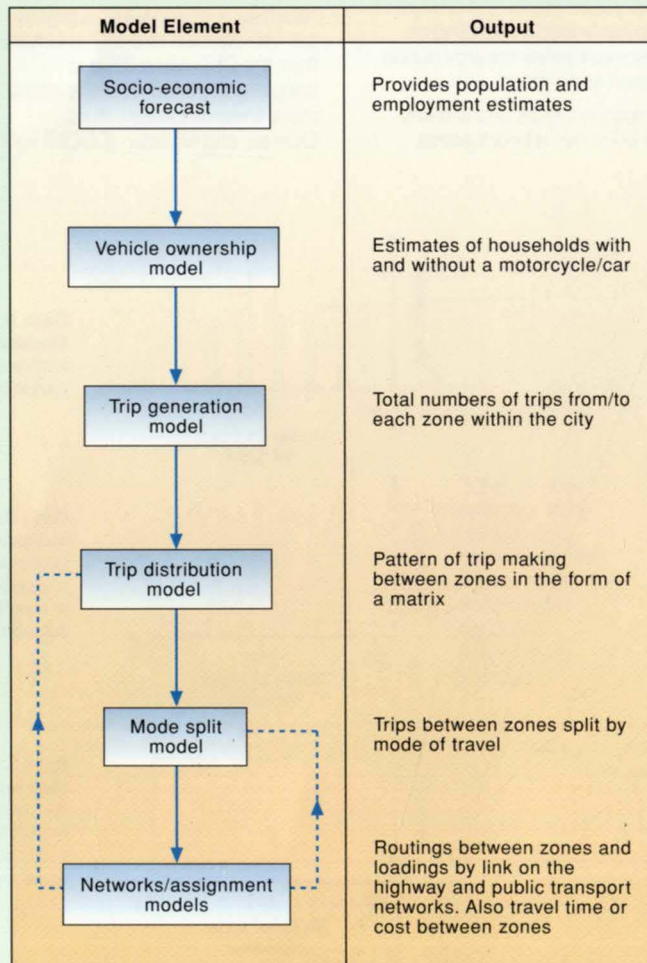 Model Element
Output
Socio-economic
forecast
Provides population and
employment estimates
Vehicle ownership
model
Estimates of households with
and without a motorcycle/car
Trip generation
model
Total numbers of trips from/to
each zone within the city
Trip distribution
model
Pattern of trip making
between zones in the form of
a matrix
Mode split
model
Trips between zones split by
mode of travel
Networks/assignment
models
Routings between zones and
loadings by link on the
highway and public transport
networks. Also travel time or
cost between zones